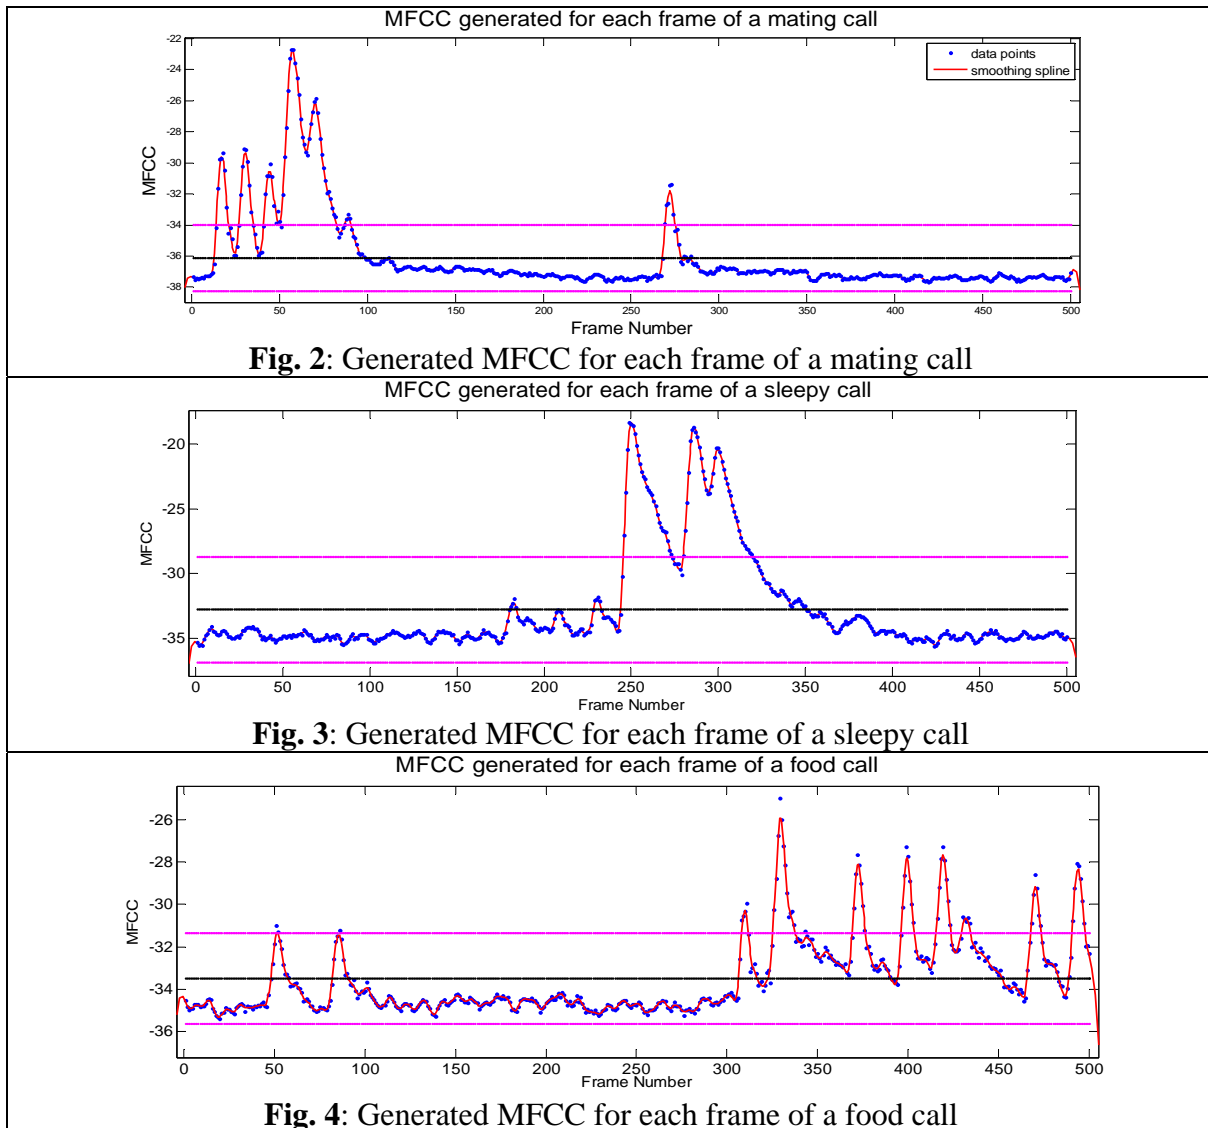 MFCC generated for each frame of a mating call
-22
-24
-26
-28
-30
-32
-34
-36
-38
MFCC
data points
smoothing spline
0 50 100 150 200 250 300 350 400 450 500
Frame Number
Fig. 2: Generated MFCC for each frame of a mating call
MFCC generated for each frame of a sleepy call
-20
-25
-30
-35
MFCC
0 50 100 150 200 250 300 350 400 450 500
Frame Number
Fig. 3: Generated MFCC for each frame of a sleepy call
MFCC generated for each frame of a food call
-26
-28
-30
-32
-34
-36
MFCC
0 50 100 150 200 250 300 350 400 450 500
Frame Number
Fig. 4: Generated MFCC for each frame of a food call